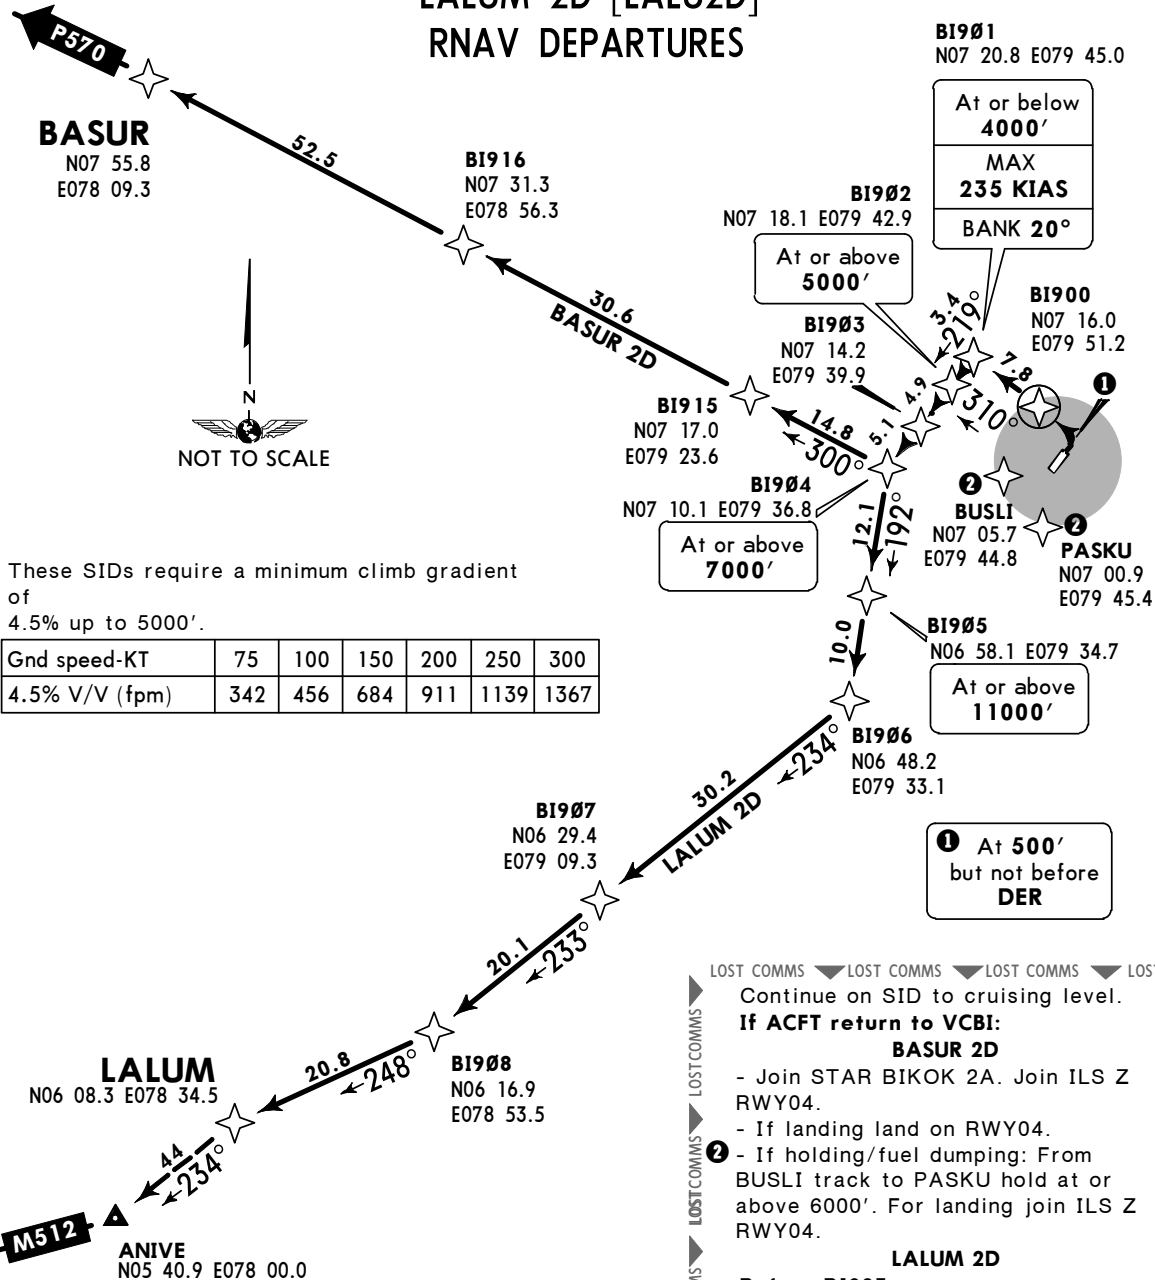 LALUM 2D [LALU2D]
RNAV DEPARTURES
P570
BASUR
N07 55.8
E078 09.3
52.5
BI916
N07 31.3
E078 56.3
30.6
BASUR 2D
BI901
N07 20.8 E079 45.0
At or below
4000′
MAX
235 KIAS
BANK 20°
BI9Ø2
N07 18.1 E079 42.9
At or above
5000′
3.4
219°
BI900
N07 16.0
E079 51.2
7.8
310°
1
BI9Ø3
N07 14.2
E079 39.9
4.9
5.1
BI915
N07 17.0
E079 23.6
14.8
300°
BI9Ø4
N07 10.1 E079 36.8
At or above
7000′
12.1
192°
2
BUSLI
N07 05.7
E079 44.8
2
PASKU
N07 00.9
E079 45.4
N
NOT TO SCALE
These SIDs require a minimum climb gradient
of
4.5% up to 5000′.
Gnd speed-KT 75 100 150 200 250 300
4.5% V/V (fpm) 342 456 684 911 1139 1367
BI9Ø5
N06 58.1 E079 34.7
At or above
11000′
10.0
BI9Ø6
N06 48.2
E079 33.1
234°
30.2
LALUM 2D
BI9Ø7
N06 29.4
E079 09.3
1 At 500′
but not before
DER
20.1
233°
BI9Ø8
N06 16.9
E078 53.5
20.8
248°
LALUM
N06 08.3 E078 34.5
44
234°
M512
ANIVE
N05 40.9 E078 00.0
LOST COMMS LOST COMMS LOST COMMS LOS
LOST COMMS
LOST COMMS
Continue on SID to cruising level.
If ACFT return to VCBI:
BASUR 2D
- Join STAR BIKOK 2A. Join ILS Z
RWY04.
- If landing land on RWY04.
2 - If holding/fuel dumping: From
BUSLI track to PASKU hold at or
above 6000′. For landing join ILS Z
RWY04.
LALUM 2D